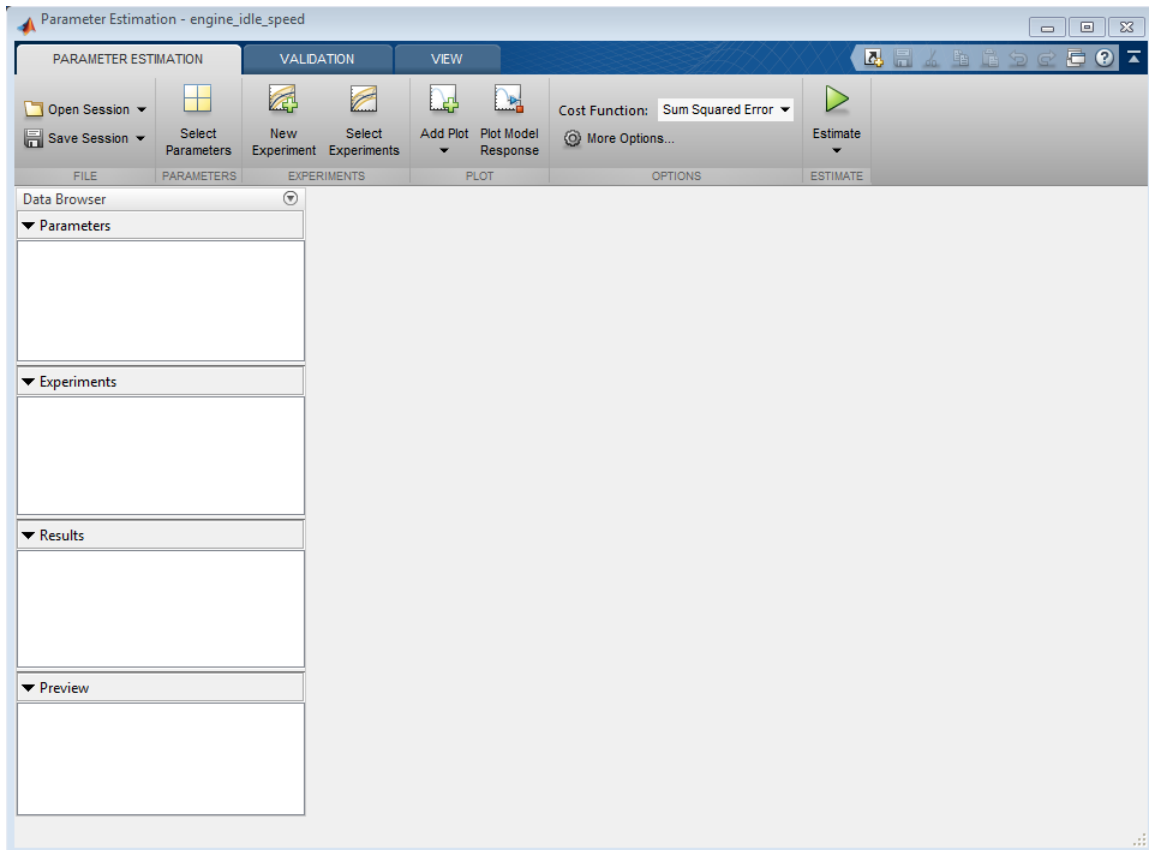 Parameter Estimation - engine_idle_speed
PARAMETER ESTIMATION
VALIDATION
VIEW
Open Session
Save Session
Select
Parameters
New
Experiment
Select
Experiments
Add Plot
Plot Model
Response
Cost Function: Sum Squared Error
More Options...
Estimate
FILE
PARAMETERS
EXPERIMENTS
PLOT
OPTIONS
ESTIMATE
Data Browser
Parameters
Experiments
Results
Preview